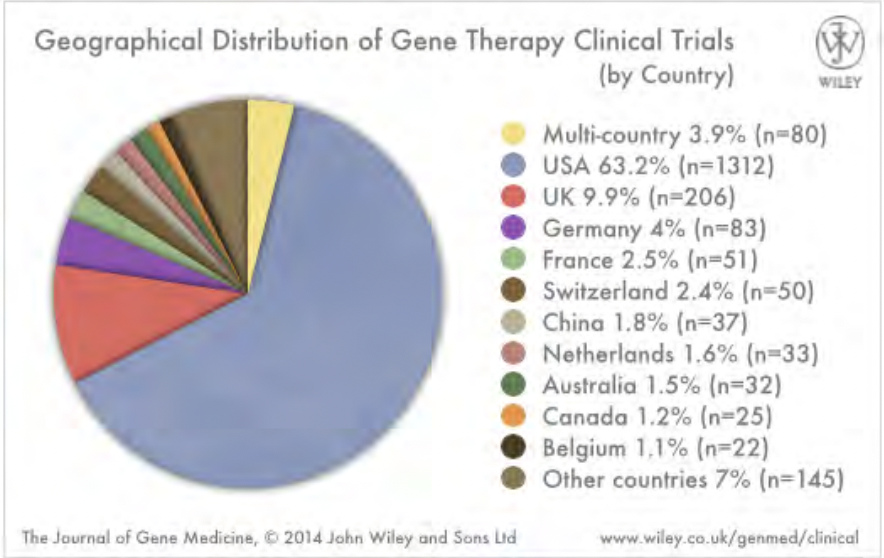 Geographical Distribution of Gene Therapy Clinical Trials
(by Country)
WILEY
Multi-country 3.9% (n=80)
USA 63.2% (n=1312)
UK 9.9% (n=206)
Germany 4% (n=83)
France 2.5% (n=51)
Switzerland 2.4% (n=50)
China 1.8% (n=37)
Netherlands 1.6% (n=33)
Australia 1.5% (n=32)
Canada 1.2% (n=25)
Belgium 1.1% (n=22)
Other countries 7% (n=145)
The Journal of Gene Medicine, © 2014 John Wiley and Sons Ltd
www.wiley.co.uk/genmed/clinical